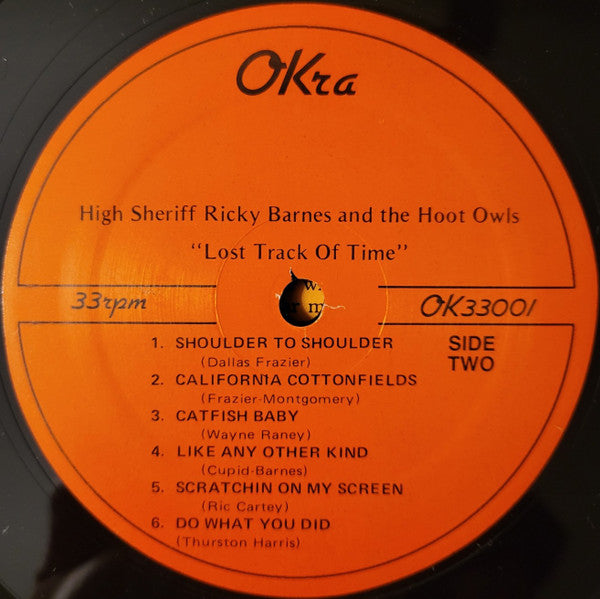 OKra
High Sheriff Ricky Barnes and the Hoot Owls
"Lost Track Of Time"
33rpm
OK33001
SIDE
TWO
1. SHOULDER TO SHOULDER
(Dallas Frazier)
2. CALIFORNIA COTTONFIELDS
(Frazier-Montgomery)
3. CATFISH BABY
(Wayne Raney)
4. LIKE ANY OTHER KIND
(Cupid-Barnes)
5. SCRATCHIN ON MY SCREEN
(Ric Cartey)
6. DO WHAT YOU DID
(Thurston Harris)